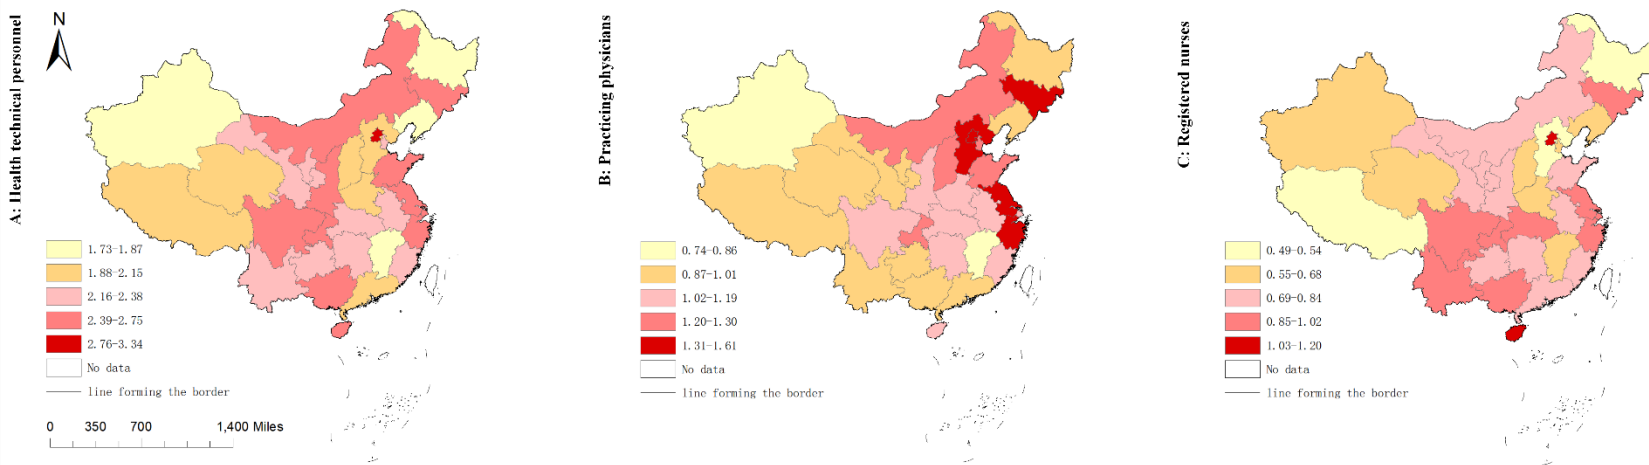 A: Health technical personnel
N
1.73-1.87
1.88-2.15
2.16-2.38
2.39-2.75
2.76-3.34
No data
line forming the border
0 350 700 1,400 Miles
B: Practicing physicians
0.74-0.86
0.87-1.01
1.02-1.19
1.20-1.30
1.31-1.61
No data
line forming the border
C: Registered nurses
0.49-0.54
0.55-0.68
0.69-0.84
0.85-1.02
1.03-1.20
No data
line forming the border